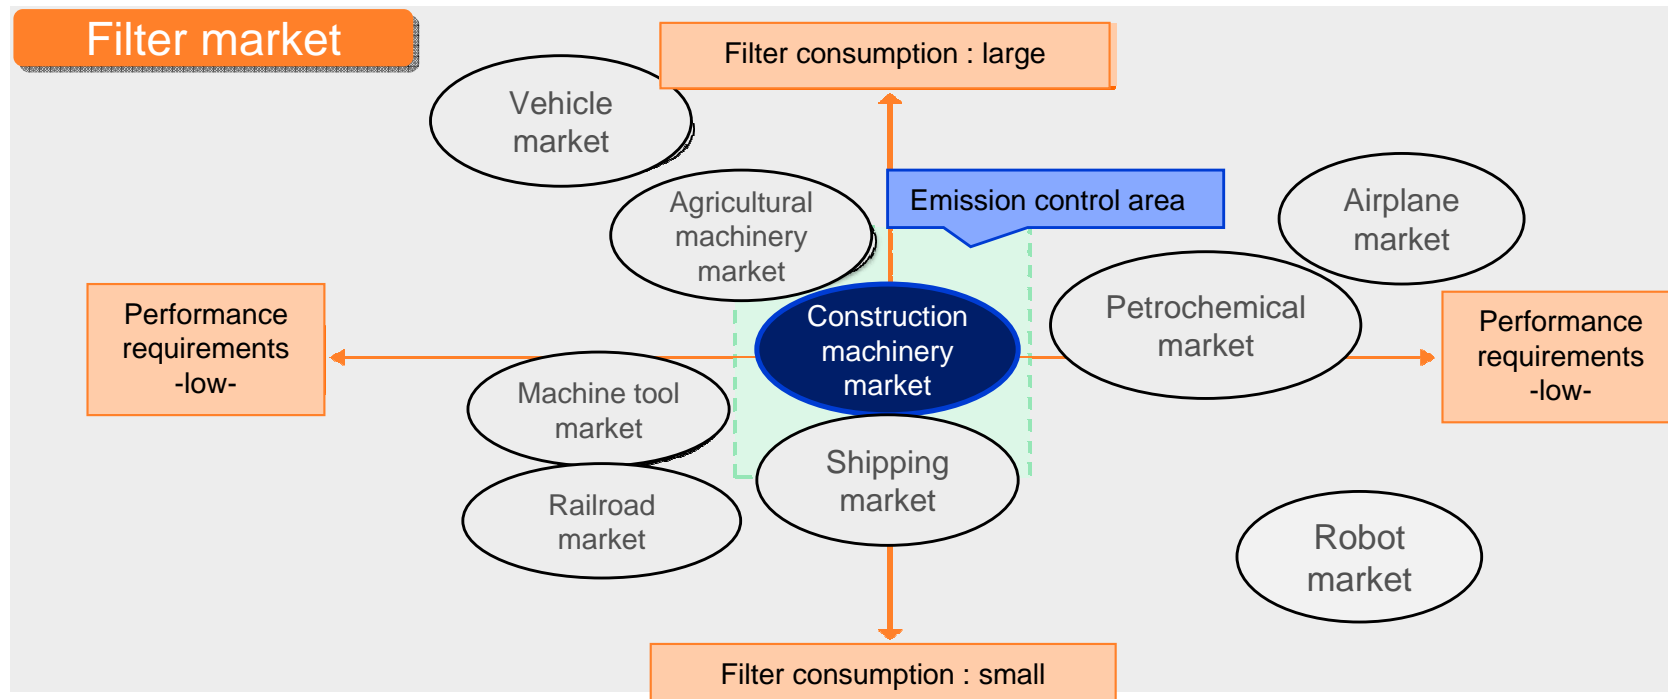 Filter market
Filter consumption : large
Vehicle
market
Agricultural
machinery
market
Emission control area
Airplane
market
Performance
requirements
-low-
Construction
machinery
market
Petrochemical
market
Performance
requirements
-low-
Machine tool
market
Shipping
market
Railroad
market
Robot
market
Filter consumption : small